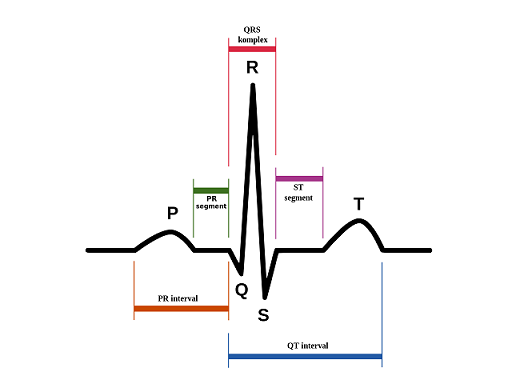 QRS
komplex
R
PR
segment
ST
segment
P
T
Q
S
PR interval
QT interval